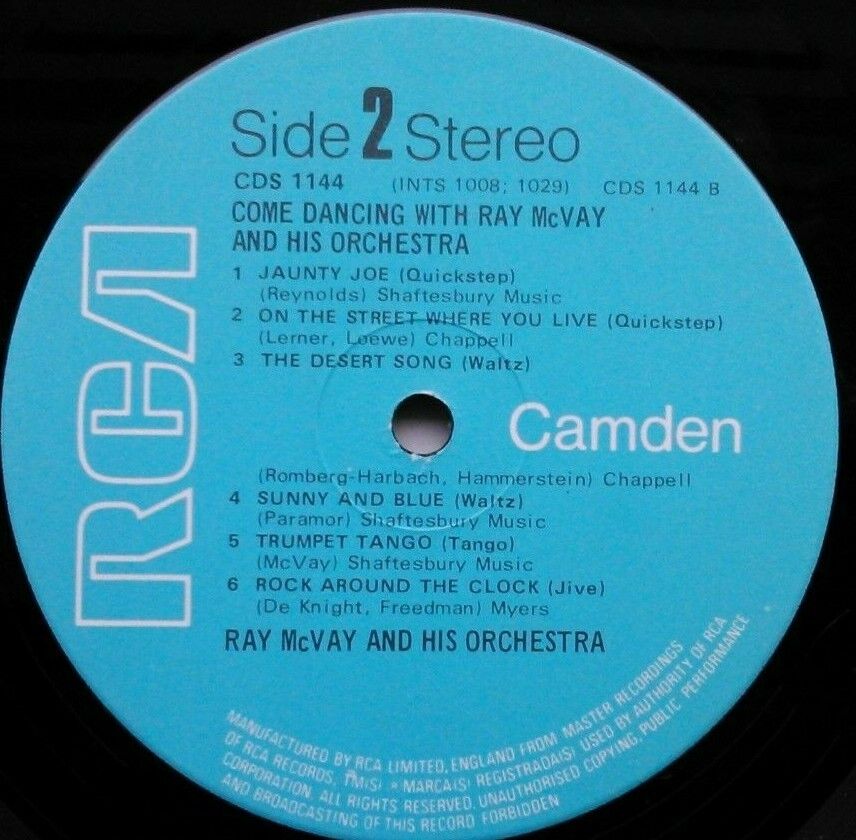 Side 2 Stereo
CDS 1144 (INTS 1008; 1029) CDS 1144 B
COME DANCING WITH RAY McVAY
AND HIS ORCHESTRA
1 JAUNTY JOE (Quickstep)
(Reynolds) Shaftesbury Music
2 ON THE STREET WHERE YOU LIVE (Quickstep)
(Lerner, Loewe) Chappell
3 THE DESERT SONG (Waltz)
RCA
Camden
(Romberg-Harbach, Hammerstein) Chappell
4 SUNNY AND BLUE (Waltz)
(Paramor) Shaftesbury Music
5 TRUMPET TANGO (Tango)
(McVay) Shaftesbury Music
6 ROCK AROUND THE CLOCK (Jive)
(De Knight, Freedman) Myers
RAY McVAY AND HIS ORCHESTRA
MANUFACTURED BY RCA LIMITED, ENGLAND FROM MASTER RECORDINGS
OF RCA RECORDS, TM(S) ® MARCA(S) REGISTRADA(S) USED BY AUTHORITY OF RCA
CORPORATION. ALL RIGHTS RESERVED. UNAUTHORISED COPYING, PUBLIC PERFORMANCE
AND BROADCASTING OF THIS RECORD FORBIDDEN